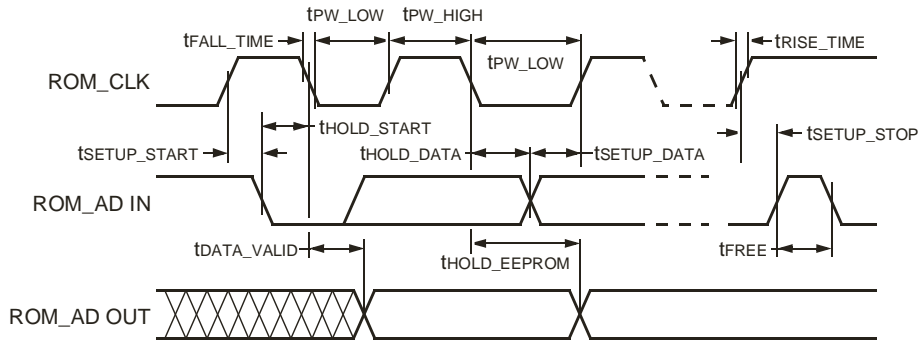 tPW_LOW tPW_HIGH
tFALL_TIME tRISE_TIME
tPW_LOW
ROM_CLK
tHOLD_START
tSETUP_STOP
tSETUP_START tHOLD_DATA tSETUP_DATA
ROM_AD IN
tDATA_VALID tHOLD_EEPROM tFREE
ROM_AD OUT